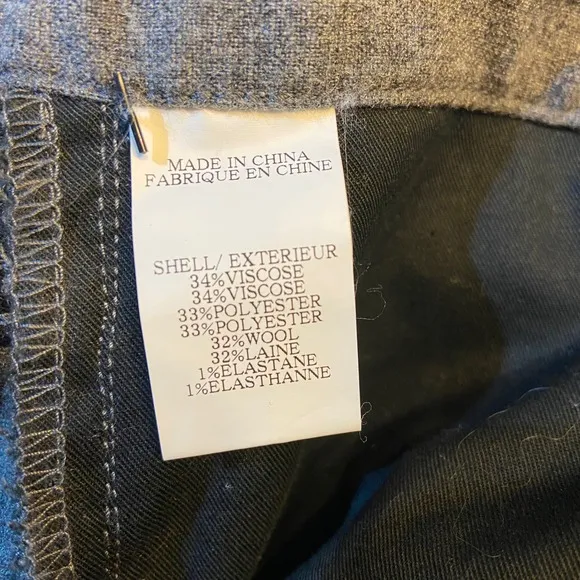 MADE IN CHINA
FABRIQUE EN CHINE
SHELL/ EXTERIEUR
34%VISCOSE
34%VISCOSE
33%POLYESTER
33%POLYESTER
32%WOOL
32%LAINE
1%ELASTANE
1%ELASTHANNE